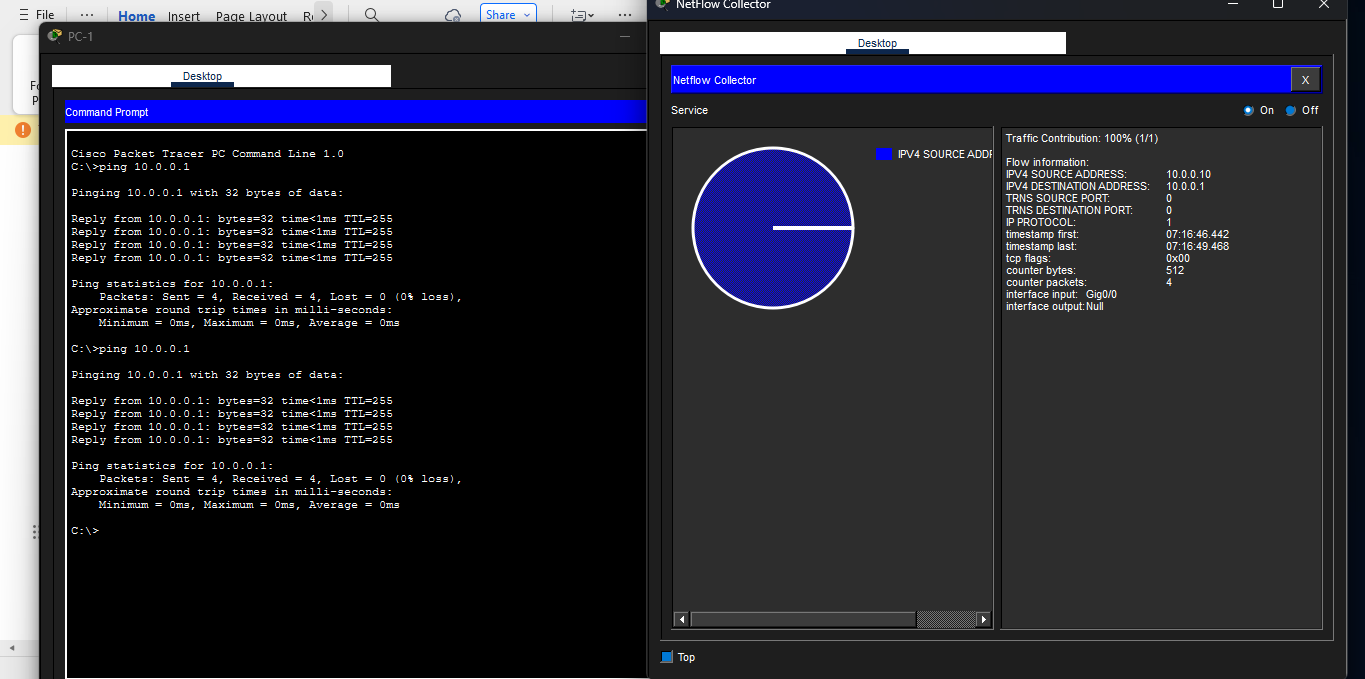 File
Home Insert Page Layout
Share
PC-1
Desktop
Command Prompt
Cisco Packet Tracer PC Command Line 1.0
C:\>ping 10.0.0.1
Pinging 10.0.0.1 with 32 bytes of data:
Reply from 10.0.0.1: bytes=32 time<1ms TTL=255
Reply from 10.0.0.1: bytes=32 time<1ms TTL=255
Reply from 10.0.0.1: bytes=32 time<1ms TTL=255
Reply from 10.0.0.1: bytes=32 time<1ms TTL=255
Ping statistics for 10.0.0.1:
Packets: Sent = 4, Received = 4, Lost = 0 (0% loss),
Approximate round trip times in milli-seconds:
Minimum = 0ms, Maximum = 0ms, Average = 0ms
C:\>ping 10.0.0.1
Pinging 10.0.0.1 with 32 bytes of data:
Reply from 10.0.0.1: bytes=32 time<1ms TTL=255
Reply from 10.0.0.1: bytes=32 time<1ms TTL=255
Reply from 10.0.0.1: bytes=32 time<1ms TTL=255
Reply from 10.0.0.1: bytes=32 time<1ms TTL=255
Ping statistics for 10.0.0.1:
Packets: Sent = 4, Received = 4, Lost = 0 (0% loss),
Approximate round trip times in milli-seconds:
Minimum = 0ms, Maximum = 0ms, Average = 0ms
C:\>
NetFlow Collector
Desktop
Netflow Collector
X
Service
On Off
IPV4 SOURCE ADDR
Traffic Contribution: 100% (1/1)
Flow information:
IPV4 SOURCE ADDRESS: 10.0.0.10
IPV4 DESTINATION ADDRESS: 10.0.0.1
TRNS SOURCE PORT: 0
TRNS DESTINATION PORT: 0
IP PROTOCOL: 1
timestamp first: 07:16:46.442
timestamp last: 07:16:49.468
tcp flags: 0x00
counter bytes: 512
counter packets: 4
interface input: Gig0/0
interface output:Null
Top